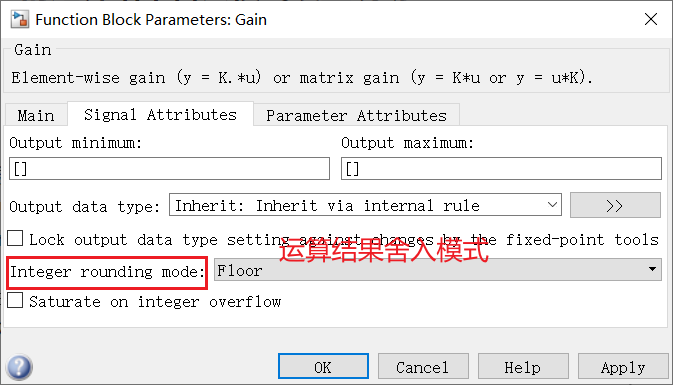 Function Block Parameters: Gain
Gain
Element-wise gain (y = K.*u) or matrix gain (y = K*u or y = u*K).
Main Signal Attributes Parameter Attributes
Output minimum: Output maximum:
[] []
Output data type: Inherit: Inherit via internal rule >>
Lock output data type setting against changes by the fixed-point tools
运算结果舍入模式
Integer rounding mode: Floor
Saturate on integer overflow
? OK Cancel Help Apply